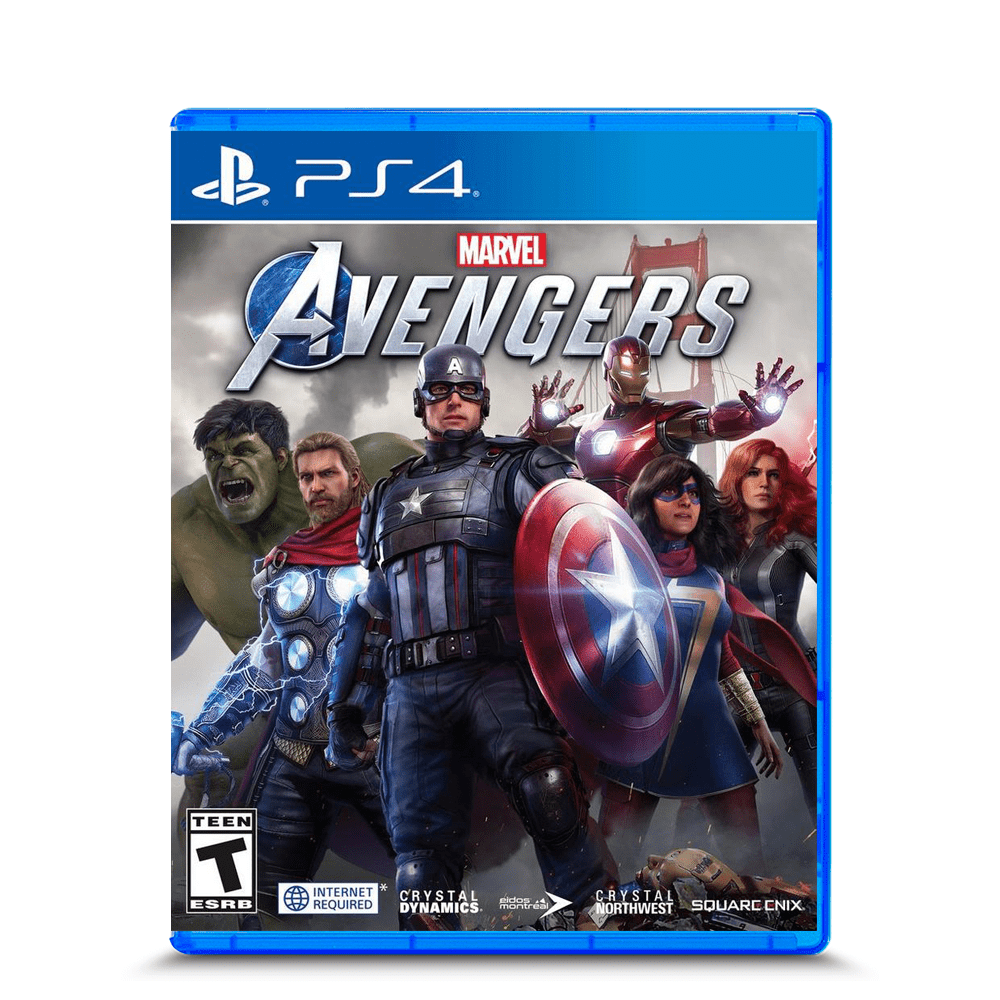 PS4
MARVEL
AVENGERS
A
TEEN
T
ESRB
INTERNET
REQUIRED*
CRYSTAL
DYNAMICS
eidos
montréal
CRYSTAL
NORTHWEST
SQUARE ENIX